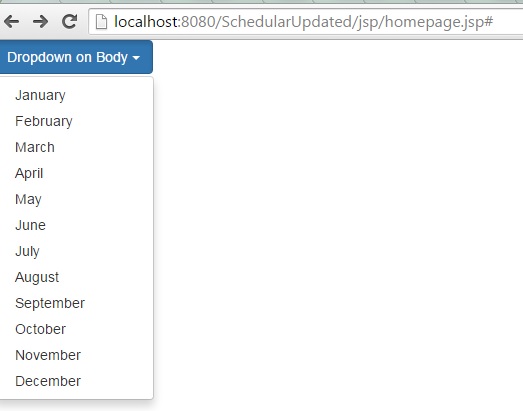 localhost:8080/SchedularUpdated/jsp/homepage.jsp#
Dropdown on Body
January
February
March
April
May
June
July
August
September
October
November
December